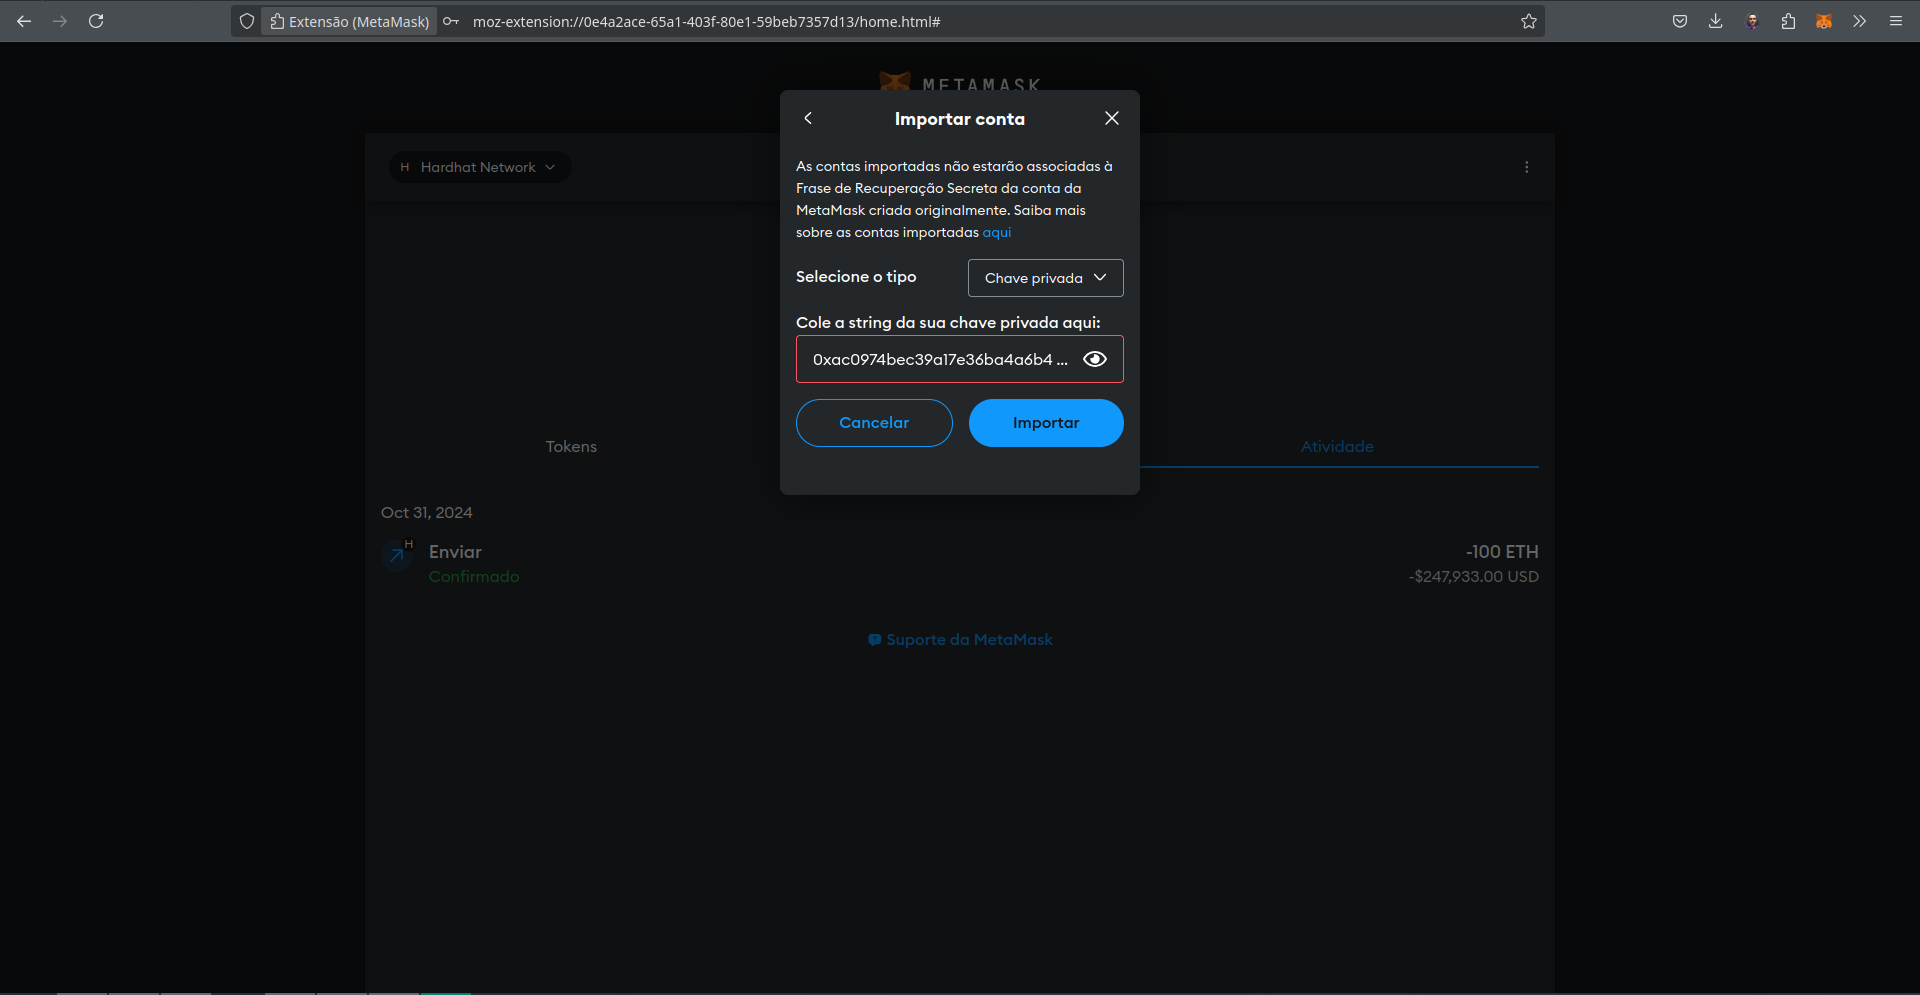 Extensão (MetaMask)
moz-extension://0e4a2ace-65a1-403f-80e1-59beb7357d13/home.html#
METAMASK
Importar conta
H Hardhat Network
As contas importadas não estarão associadas à
Frase de Recuperação Secreta da conta da
MetaMask criada originalmente. Saiba mais
sobre as contas importadas aqui
Selecione o tipo
Chave privada
Cole a string da sua chave privada aqui:
0xac0974bec39a17e36ba4a6b4 ...
Cancelar
Importar
Tokens
Atividade
Oct 31, 2024
H
Enviar
-100 ETH
Confirmado
-$247,933.00 USD
Suporte da MetaMask